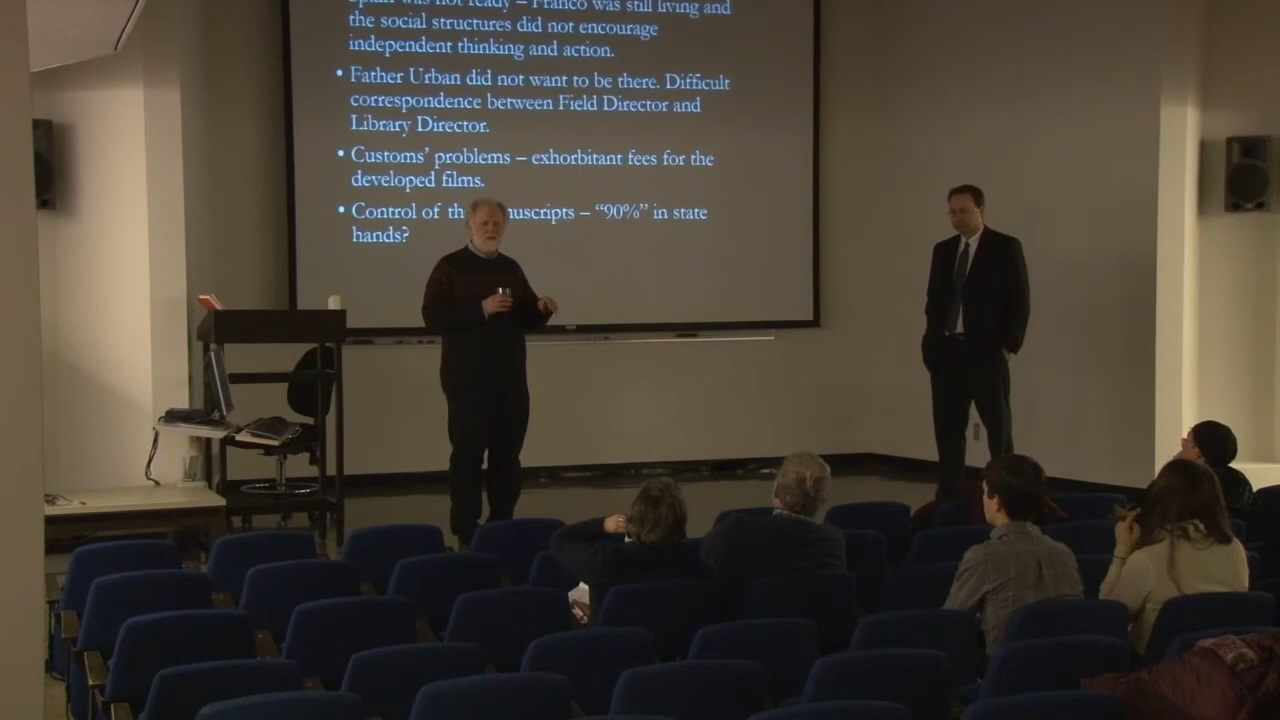 Spain was not ready – Franco was still living and
the social structures did not encourage
independent thinking and action.
• Father Urban did not want to be there. Difficult
correspondence between Field Director and
Library Director.
• Customs' problems – exhorbitant fees for the
developed films.
• Control of – "90%" in state
hands?